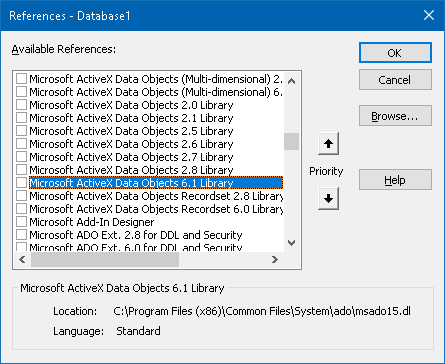 References - Database1
Available References:
OK
Cancel
Browse...
Priority
Help
Microsoft ActiveX Data Objects (Multi-dimensional) 2.
Microsoft ActiveX Data Objects (Multi-dimensional) 6.
Microsoft ActiveX Data Objects 2.0 Library
Microsoft ActiveX Data Objects 2.1 Library
Microsoft ActiveX Data Objects 2.5 Library
Microsoft ActiveX Data Objects 2.6 Library
Microsoft ActiveX Data Objects 2.7 Library
Microsoft ActiveX Data Objects 2.8 Library
Microsoft ActiveX Data Objects 6.1 Library
Microsoft ActiveX Data Objects Recordset 2.8 Library
Microsoft ActiveX Data Objects Recordset 6.0 Library
Microsoft Add-In Designer
Microsoft ADO Ext. 2.8 for DDL and Security
Microsoft ADO Ext. 6.0 for DDL and Security
Microsoft ActiveX Data Objects 6.1 Library
Location: C:\Program Files (x86)\Common Files\System\ado\msado15.dl
Language: Standard